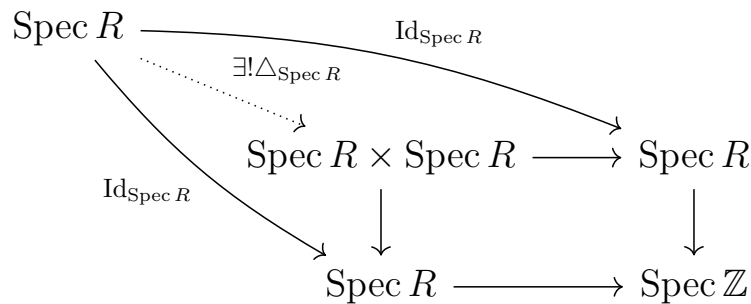 Spec R
Id_{Spec R}
∃!△_{Spec R}
Spec R × Spec R
Spec R
Id_{Spec R}
Spec R
Spec ℤ